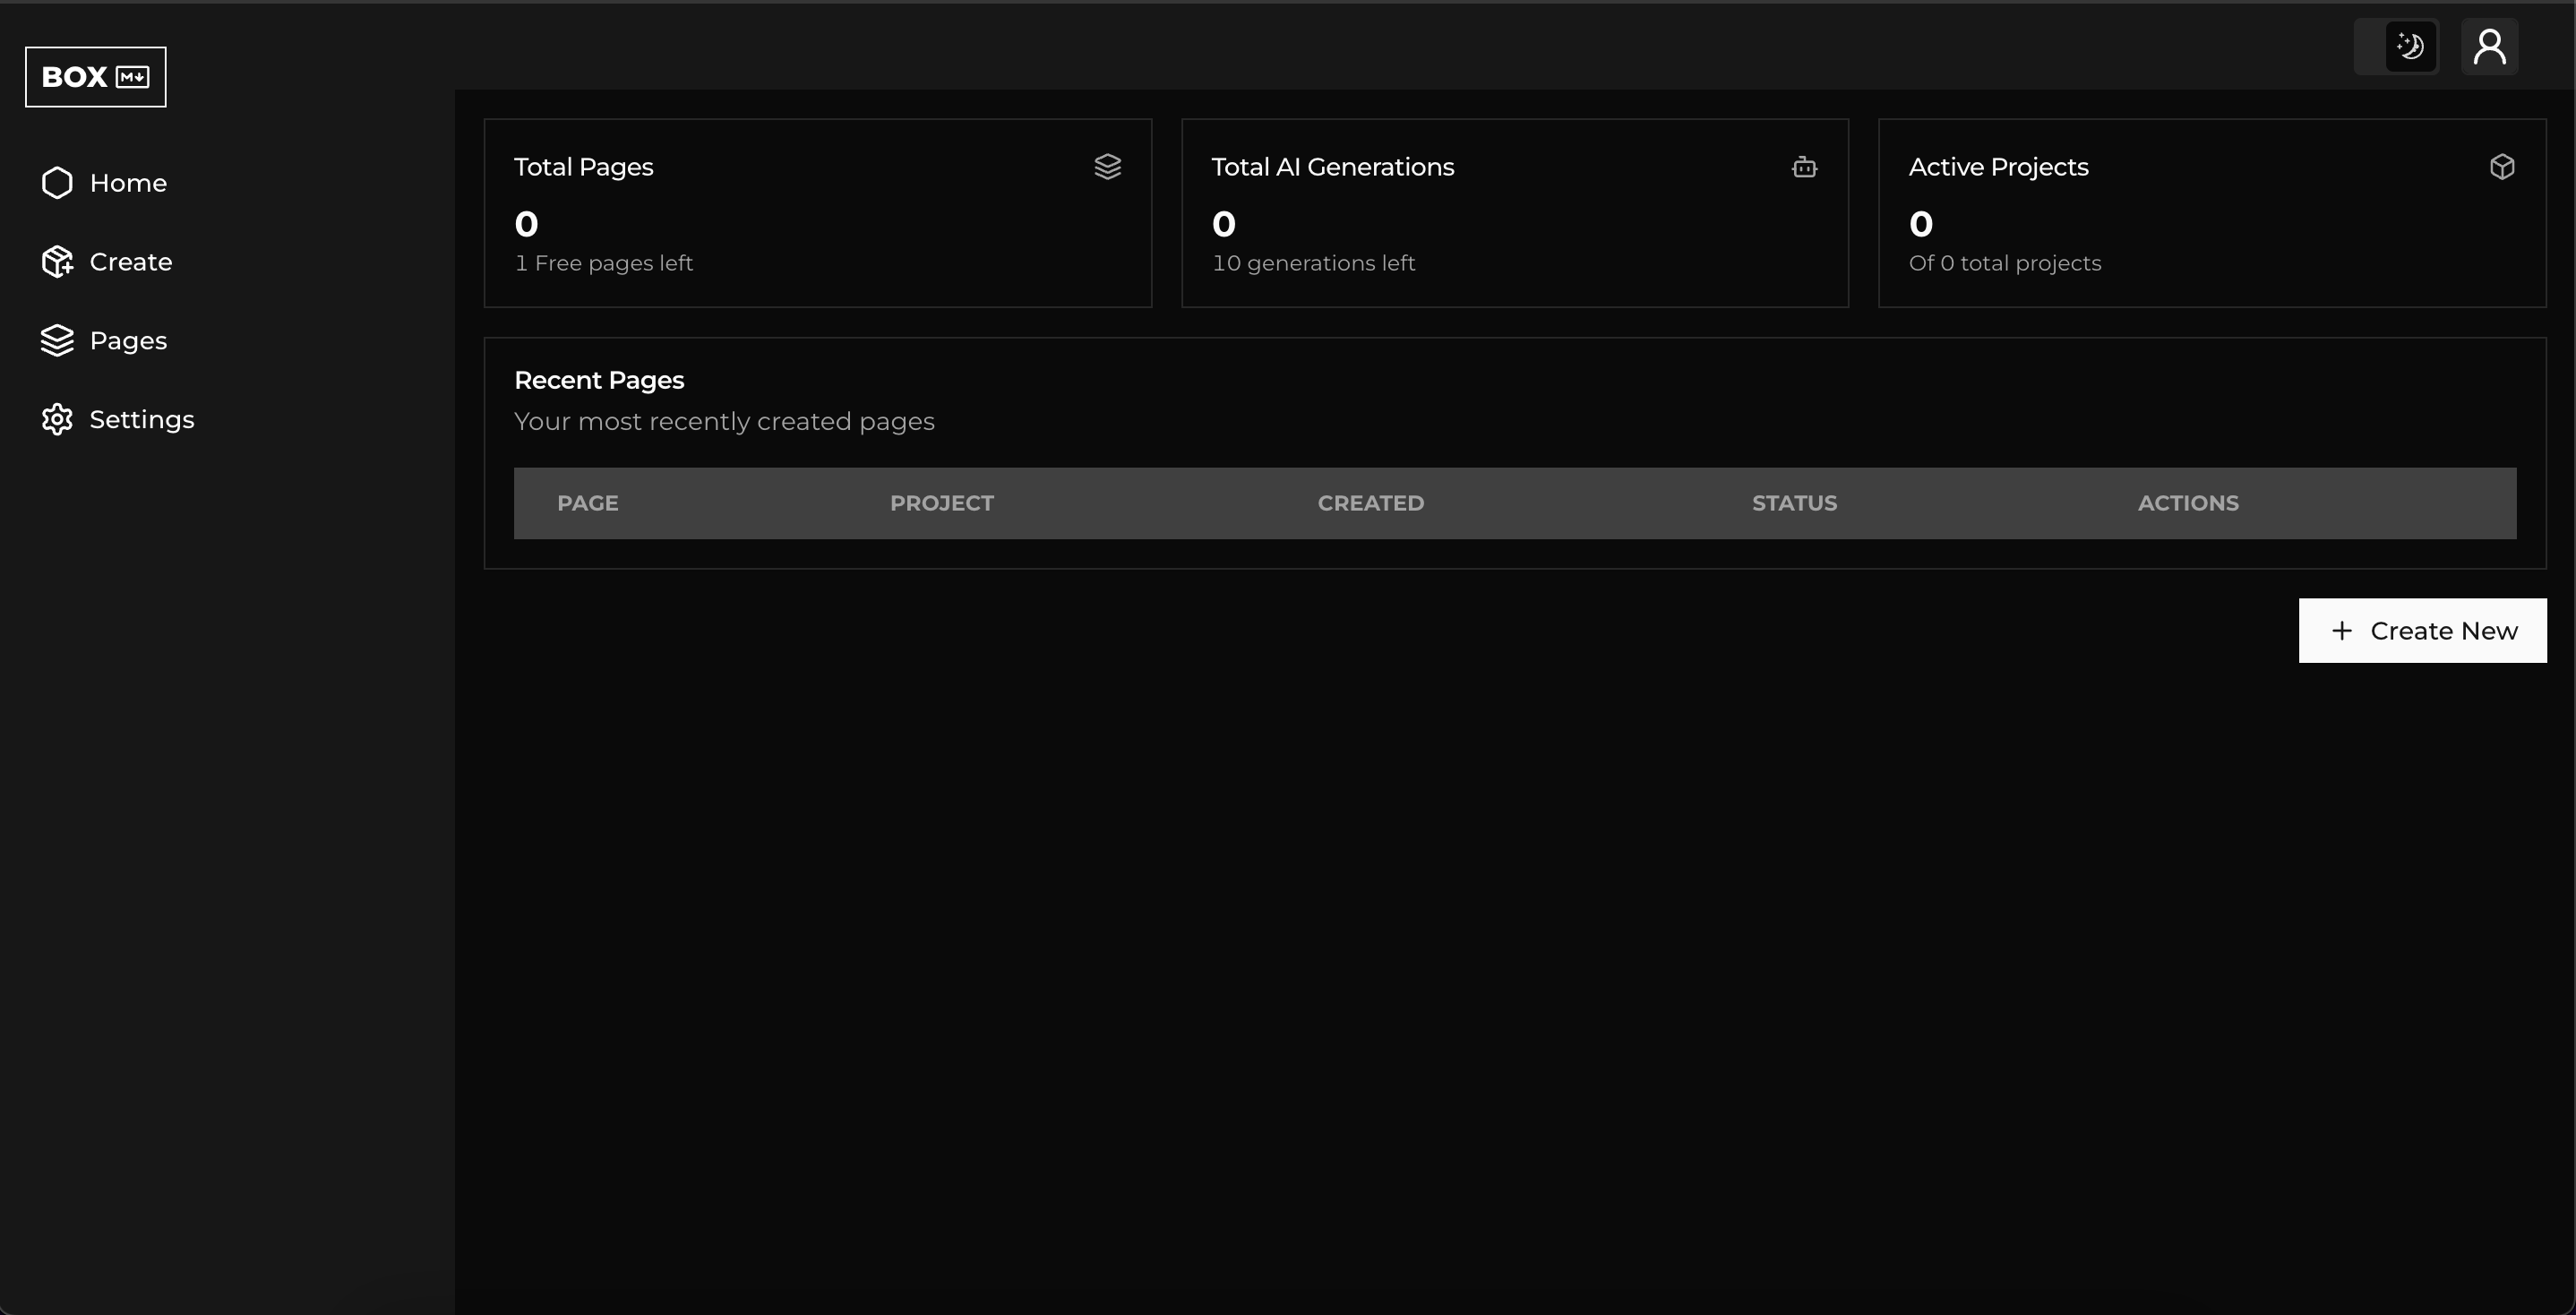 BOX M↓
Home
Create
Pages
Settings
Total Pages
0
1 Free pages left
Total AI Generations
0
10 generations left
Active Projects
0
Of 0 total projects
Recent Pages
Your most recently created pages
PAGE PROJECT CREATED STATUS ACTIONS
+ Create New